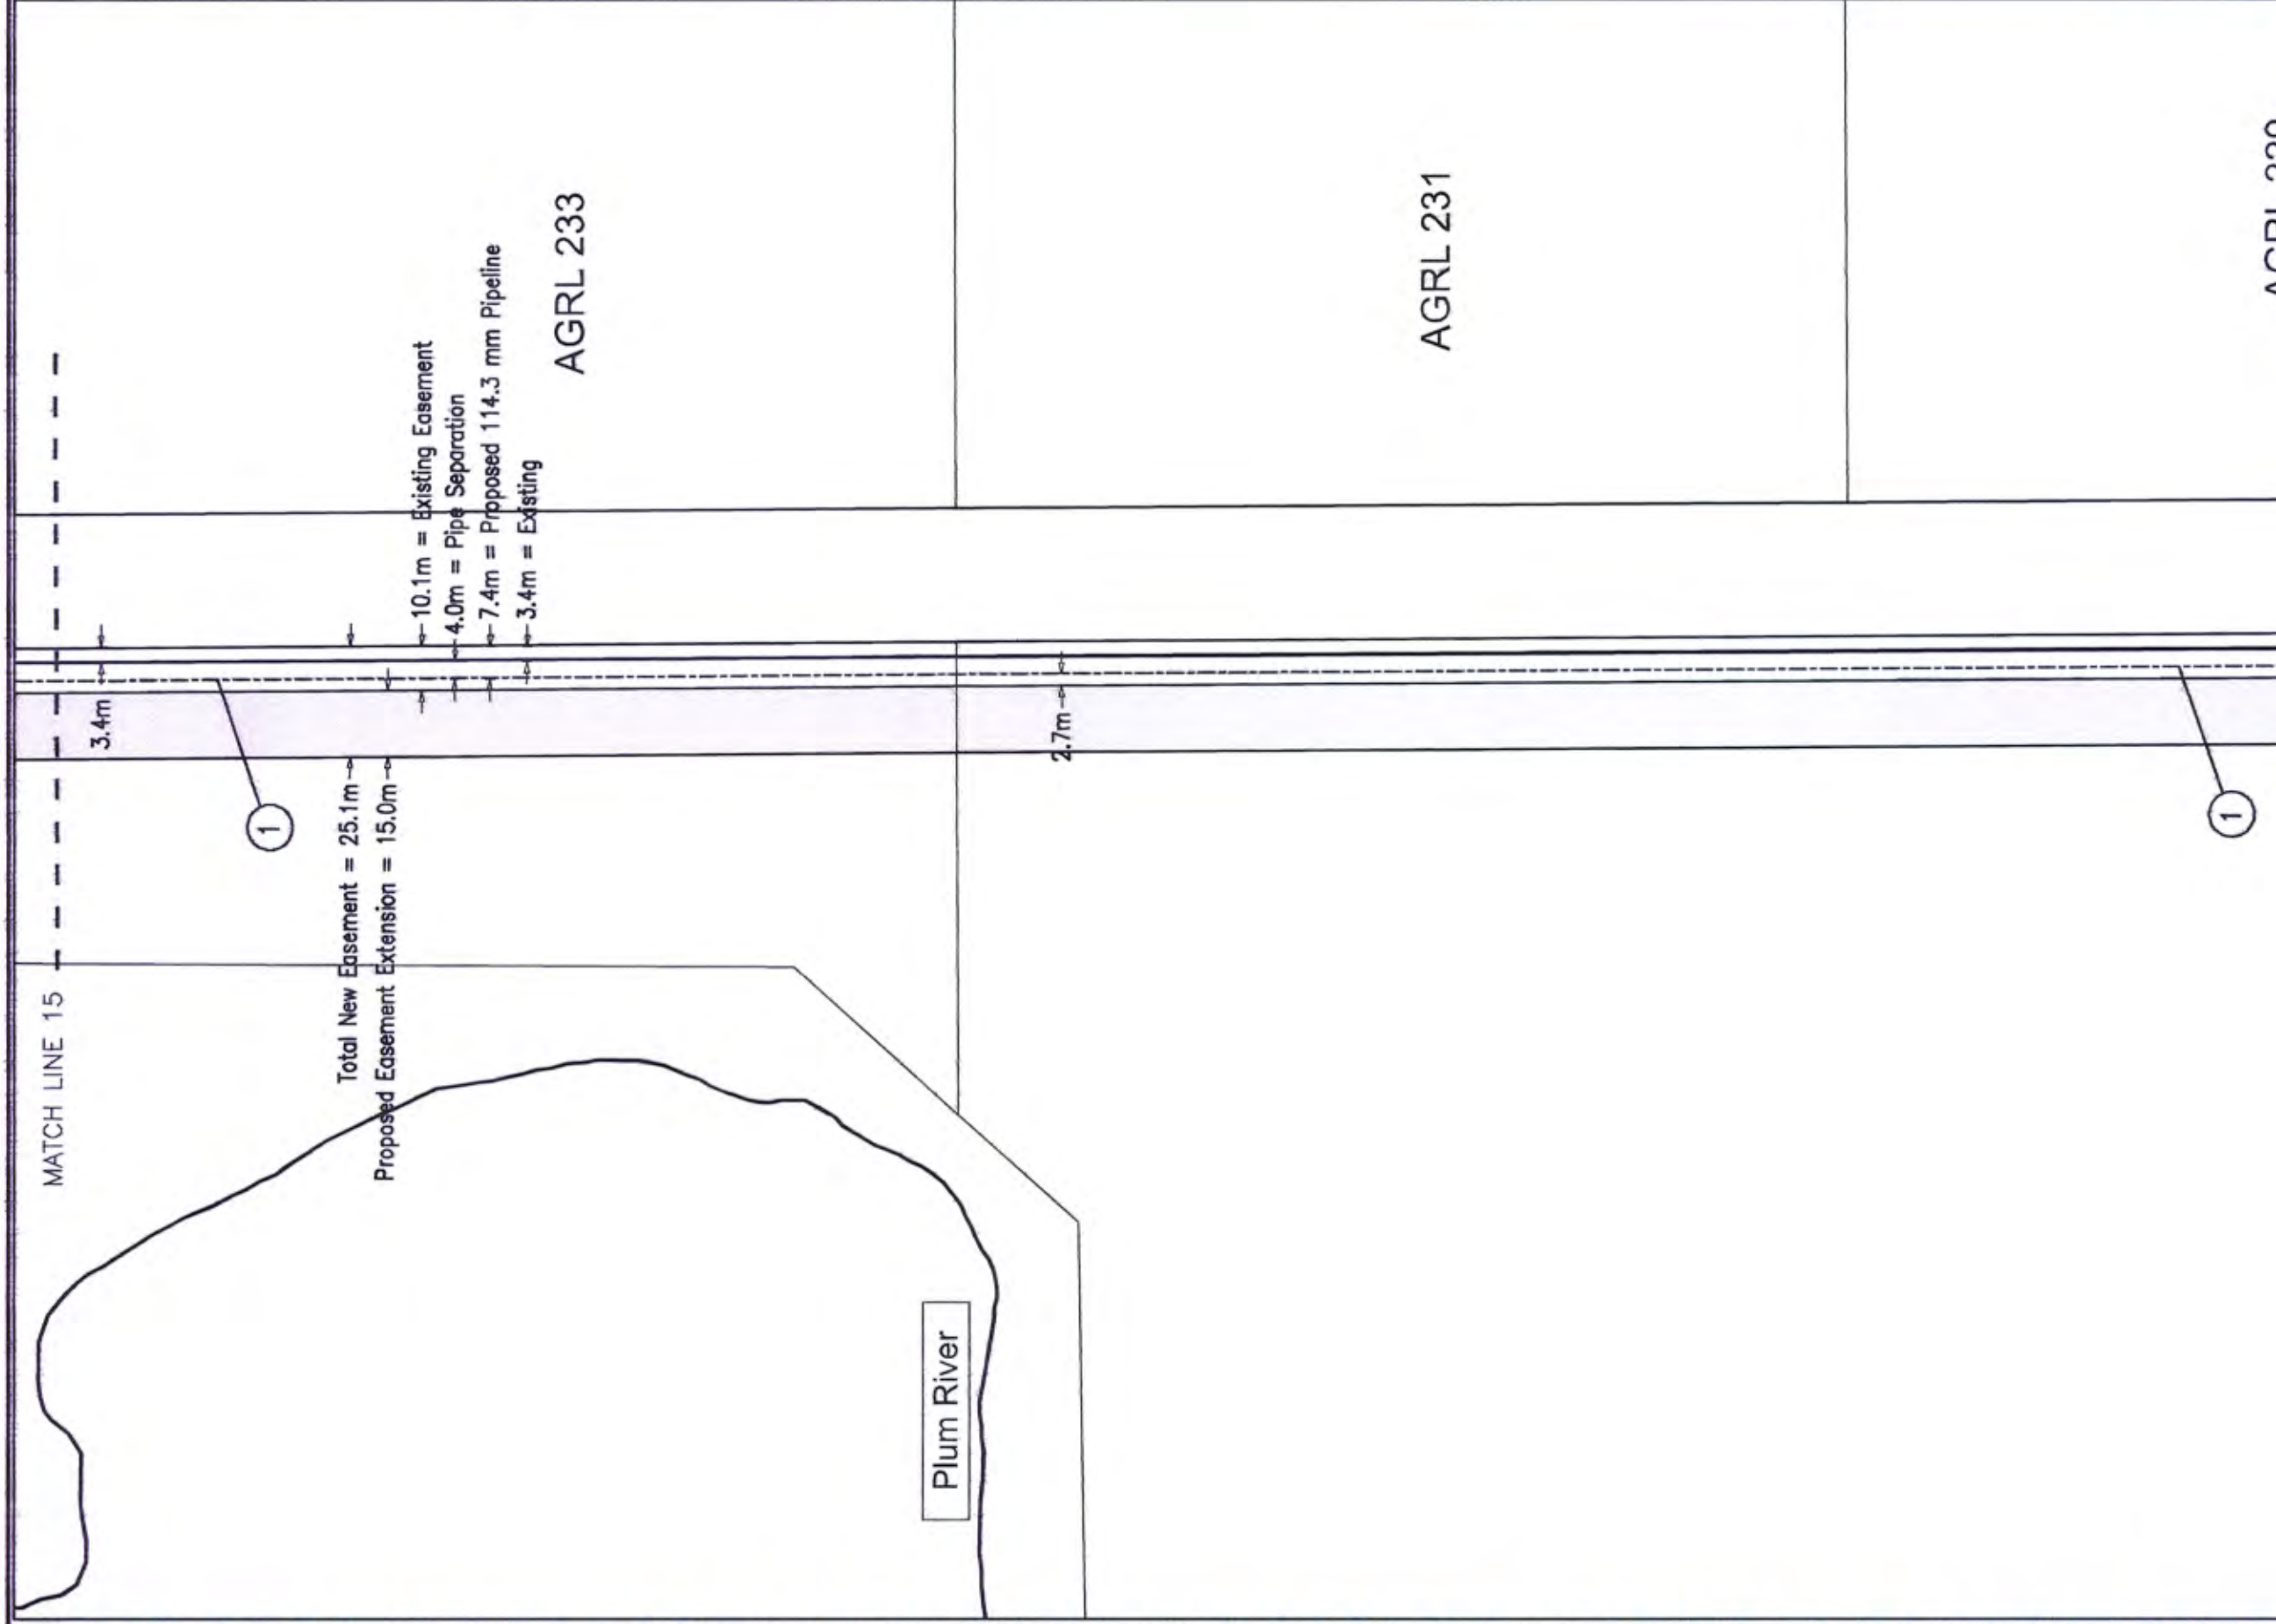 MATCH LINE 15
3.4m
1
Total New Easement = 25.1m
Proposed Easement Extension = 15.0m
10.1m = Existing Easement
4.0m = Pipe Separation
7.4m = Proposed 114.3 mm Pipeline
3.4m = Existing
AGRL 233
Plum River
2.7m
AGRL 231
1
AGRL